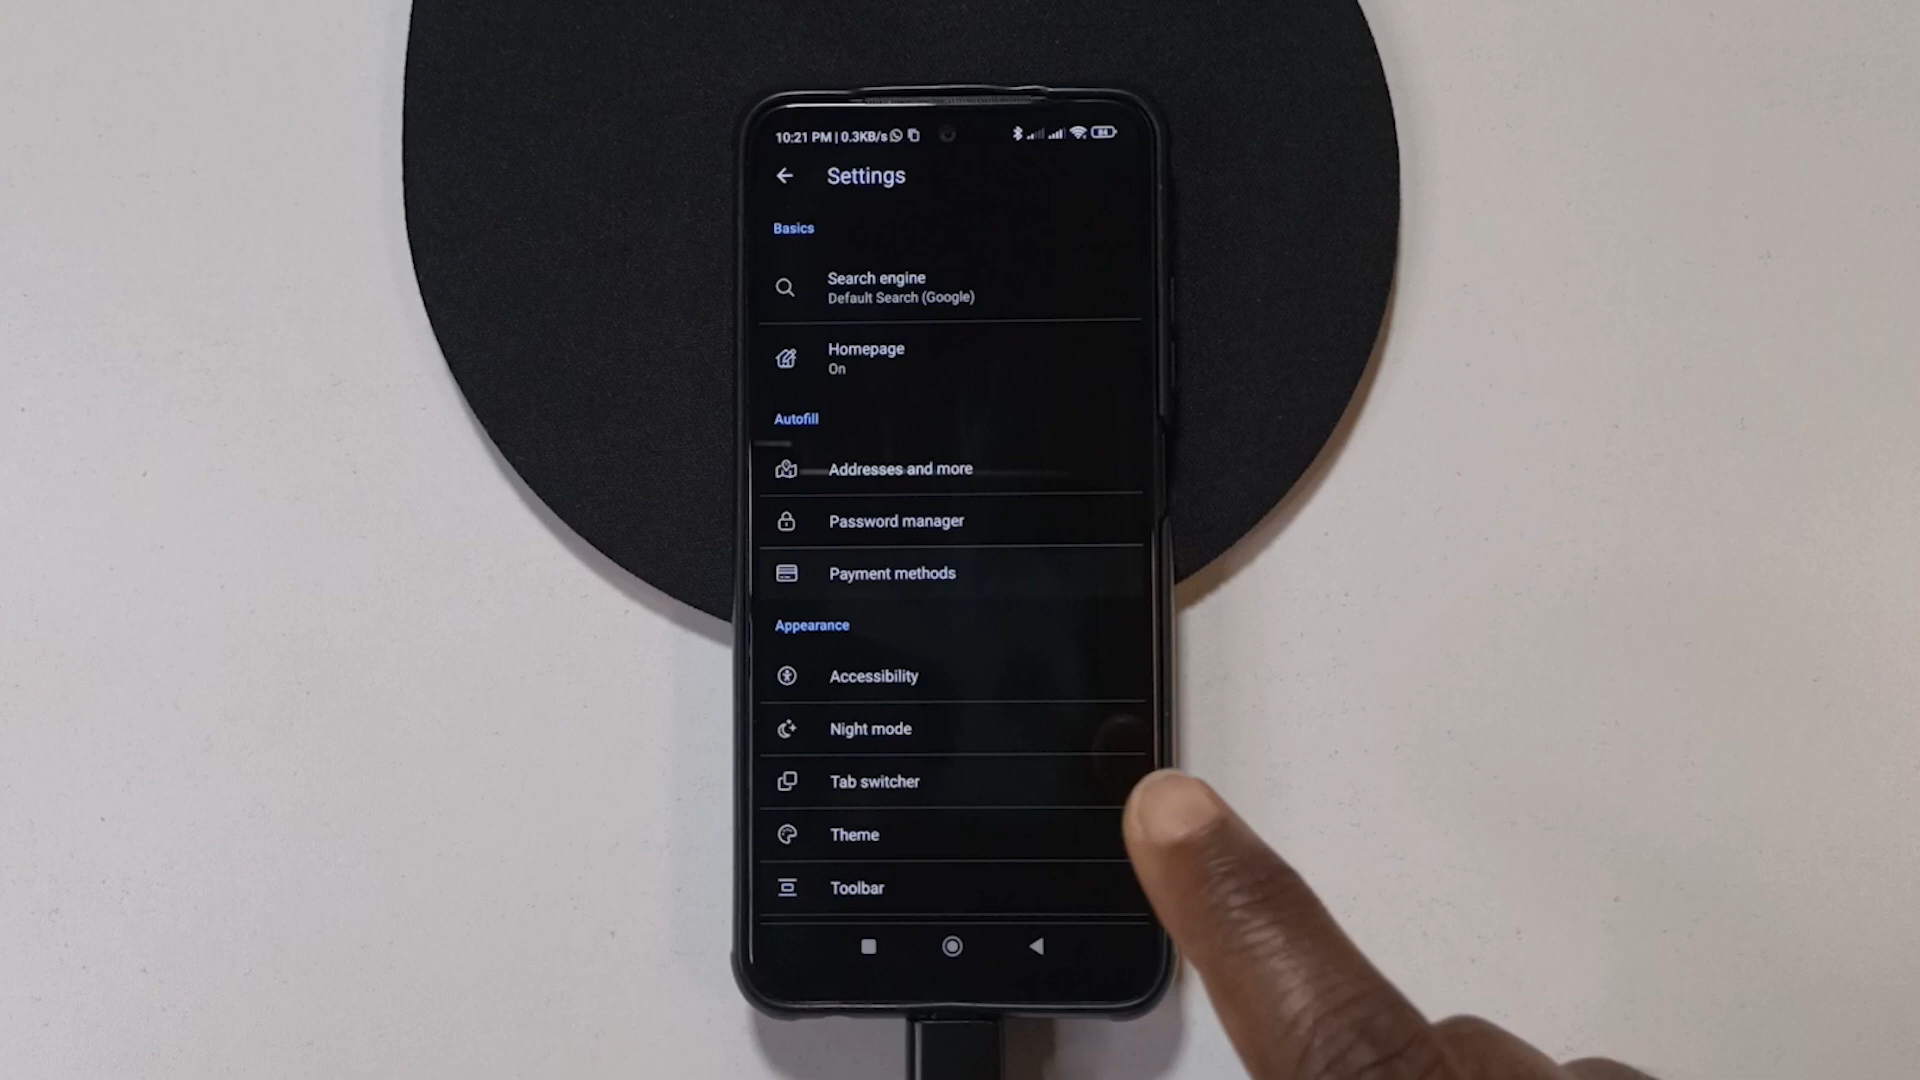 10:21 PM | 0.3KB/s
84
Settings
Basics
Search engine
Default Search (Google)
Homepage
On
Autofill
Addresses and more
Password manager
Payment methods
Appearance
Accessibility
Night mode
Tab switcher
Theme
Toolbar